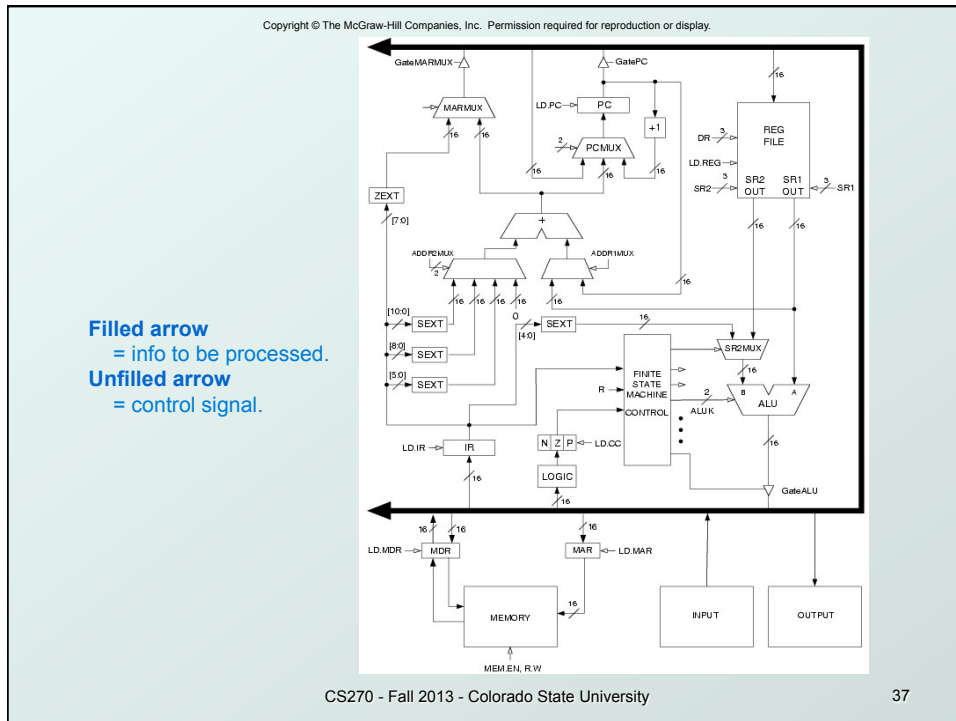 Copyright © The McGraw-Hill Companies, Inc. Permission required for reproduction or display.
GateMARMUX
GatePC
16
MARMUX
LD.PC
PC
+1
16
16
2
PCMUX
REG
FILE
DR
3
LD.REG
SR2
3
SR2
OUT
SR1
OUT
3
SR1
16
16
16
ZEXT
[7:0]
+
16
16
ADDR2MUX
2
ADDR1MUX
16
16
16
16
16
0
16
[10:0]
SEXT
[4:0]
SEXT
16
[8:0]
SEXT
[5:0]
SEXT
SR2MUX
16
Filled arrow
= info to be processed.
Unfilled arrow
= control signal.
FINITE
STATE
MACHINE
CONTROL
R
2
ALUK
B
A
ALU
LD.IR
IR
N Z P
LD.CC
16
LOGIC
16
16
GateALU
16
16
16
LD.MDR
MDR
MAR
LD.MAR
MEMORY
16
INPUT
OUTPUT
MEM.EN, R.W
CS270 - Fall 2013 - Colorado State University
37